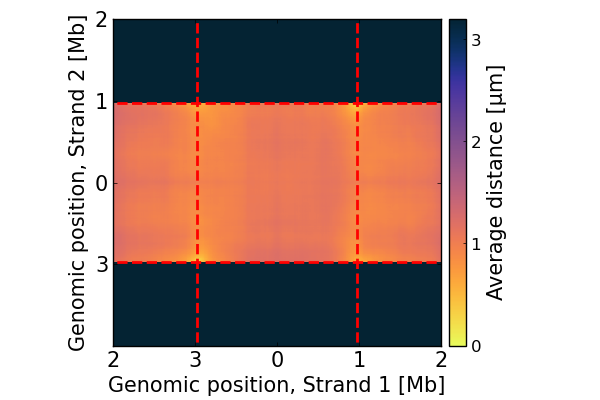 2
1
0
3
Genomic position, Strand 2 [Mb]
2 3 0 1 2
Genomic position, Strand 1 [Mb]
3
2
1
0
Average distance [µm]